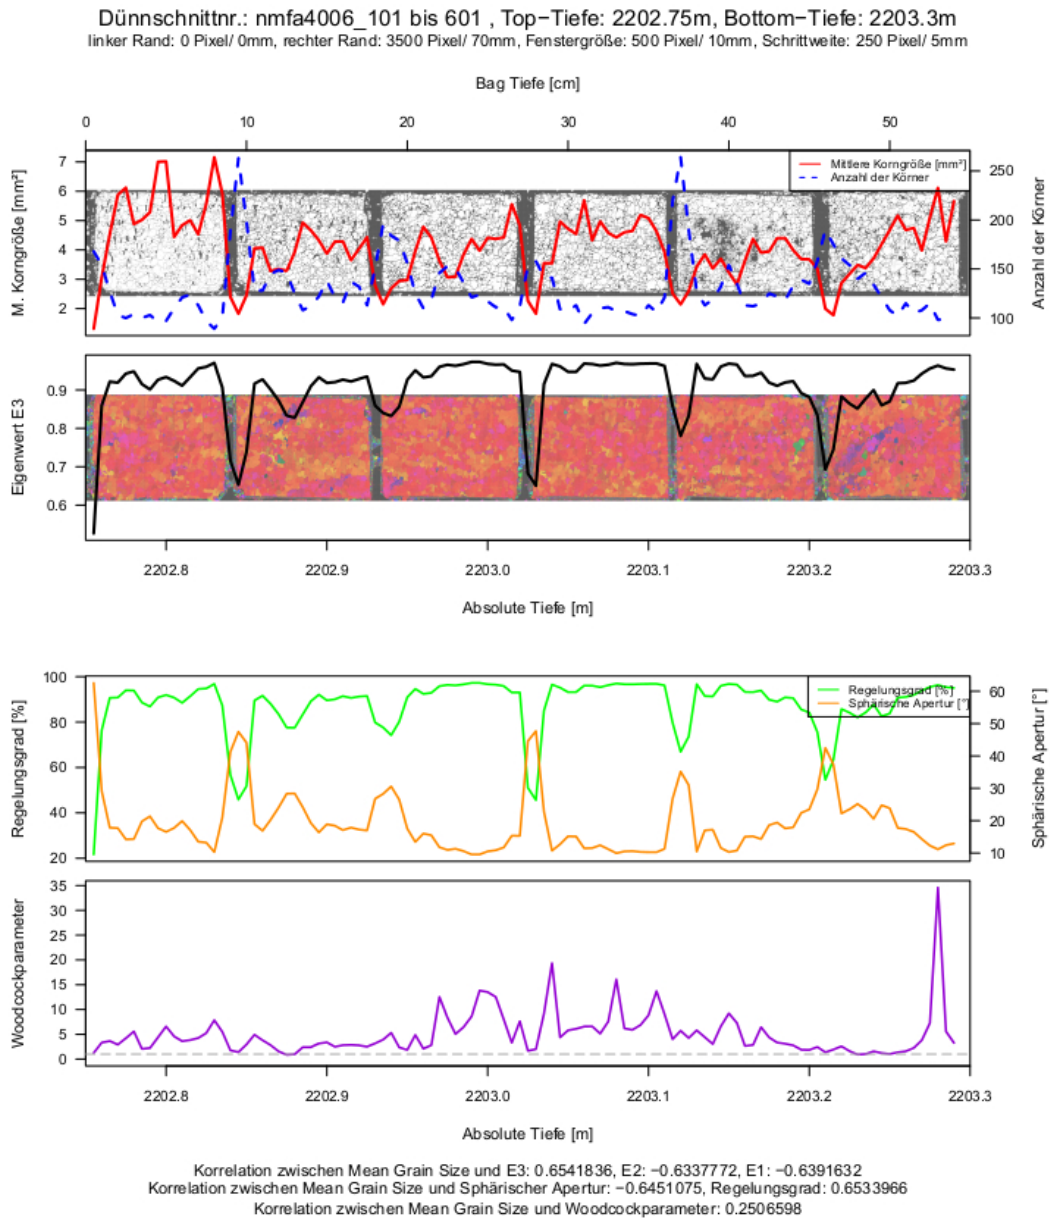 Dünnschnittnr.: nmfa4006_101 bis 601 , Top−Tiefe: 2202.75m, Bottom−Tiefe: 2203.3m
linker Rand: 0 Pixel/ 0mm, rechter Rand: 3500 Pixel/ 70mm, Fenstergröße: 500 Pixel/ 10mm, Schrittweite: 250 Pixel/ 5mm
Bag Tiefe [cm]
0 10 20 30 40 50
M. Korngröße [mm²]
7
6
5
4
3
2
Mittlere Korngröße [mm²]
Anzahl der Körner
250
200
150
100
Anzahl der Körner
Eigenwert E3
0.9
0.8
0.7
0.6
2202.8 2202.9 2203.0 2203.1 2203.2 2203.3
Absolute Tiefe [m]
Regelungsgrad [%]
100
80
60
40
20
Regelungsgrad [%]
Sphärische Apertur [°]
60
50
40
30
20
10
Sphärische Apertur [°]
Woodcockparameter
35
30
25
20
15
10
5
0
2202.8 2202.9 2203.0 2203.1 2203.2 2203.3
Absolute Tiefe [m]
Korrelation zwischen Mean Grain Size und E3: 0.6541836, E2: −0.6337772, E1: −0.6391632
Korrelation zwischen Mean Grain Size und Sphärischer Apertur: −0.6451075, Regelungsgrad: 0.6533966
Korrelation zwischen Mean Grain Size und Woodcockparameter: 0.2506598